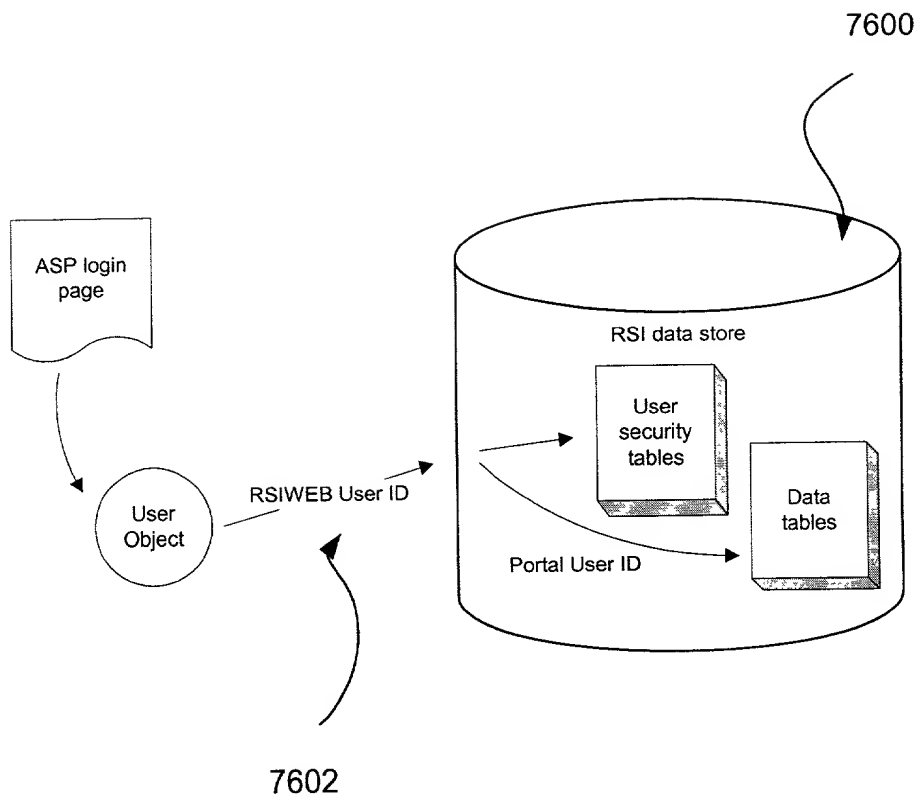 7600
ASP login
page
RSI data store
User
security
tables
RSIWEB User ID
User
Object
Data
tables
Portal User ID
7602